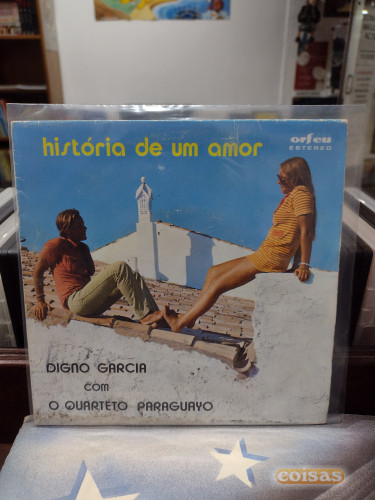 história de um amor
orfeu
ESTEREO
DIGNO GARCIA
com
O QUARTETO PARAGUAYO
coisas